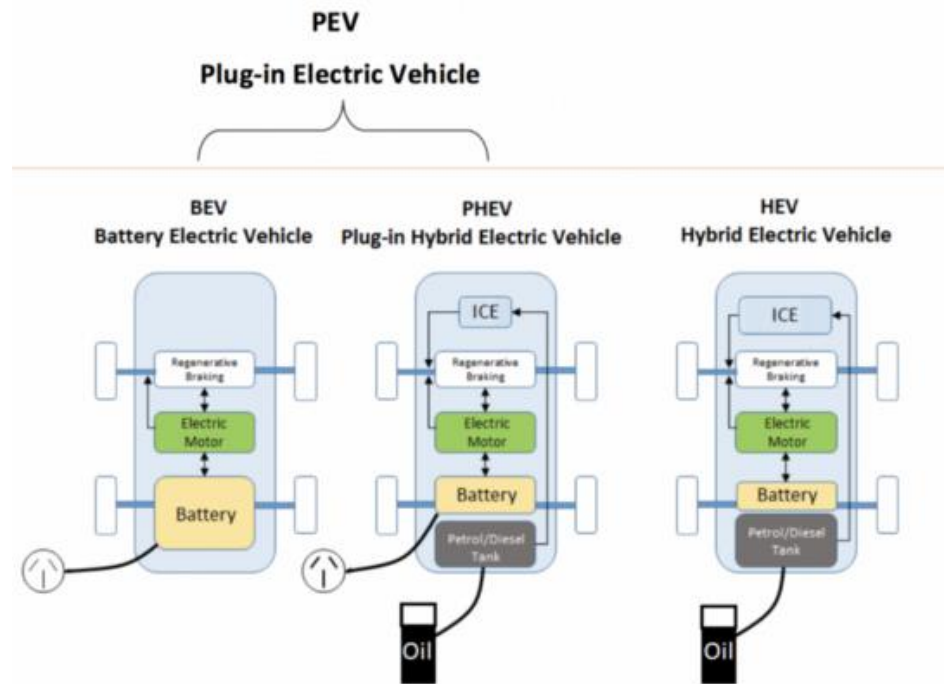 PEV
Plug-in Electric Vehicle
BEV
Battery Electric Vehicle
PHEV
Plug-in Hybrid Electric Vehicle
HEV
Hybrid Electric Vehicle
Regenerative
Braking
Electric
Motor
Battery
ICE
Regenerative
Braking
Electric
Motor
Battery
Petrol/Diesel
Tank
Oil
ICE
Regenerative
Braking
Electric
Motor
Battery
Petrol/Diesel
Tank
Oil